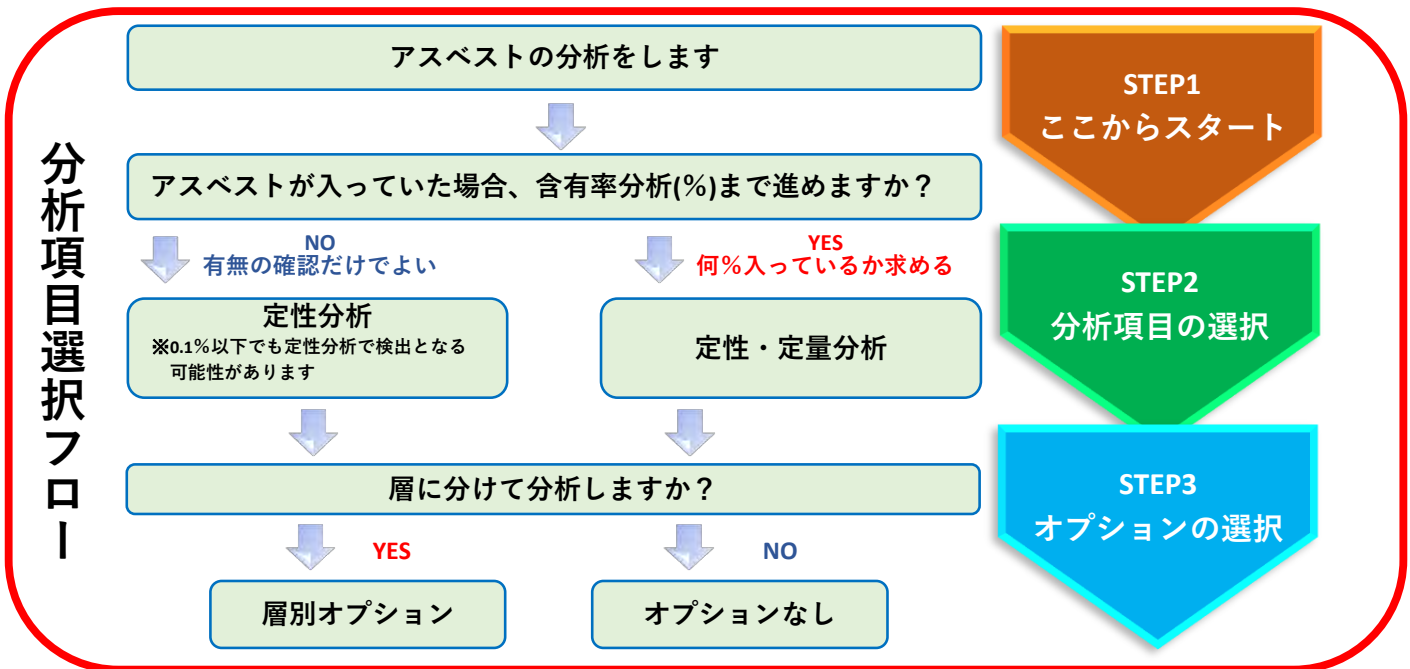 分析項目選択フロー
アスベストの分析をします
STEP1
ここからスタート
アスベストが入っていた場合、含有率分析(%)まで進めますか？
NO
有無の確認だけでよい
YES
何%入っているか求める
STEP2
分析項目の選択
定性分析
※0.1%以下でも定性分析で検出となる
可能性があります
定性・定量分析
層に分けて分析しますか？
STEP3
オプションの選択
YES
NO
層別オプション
オプションなし